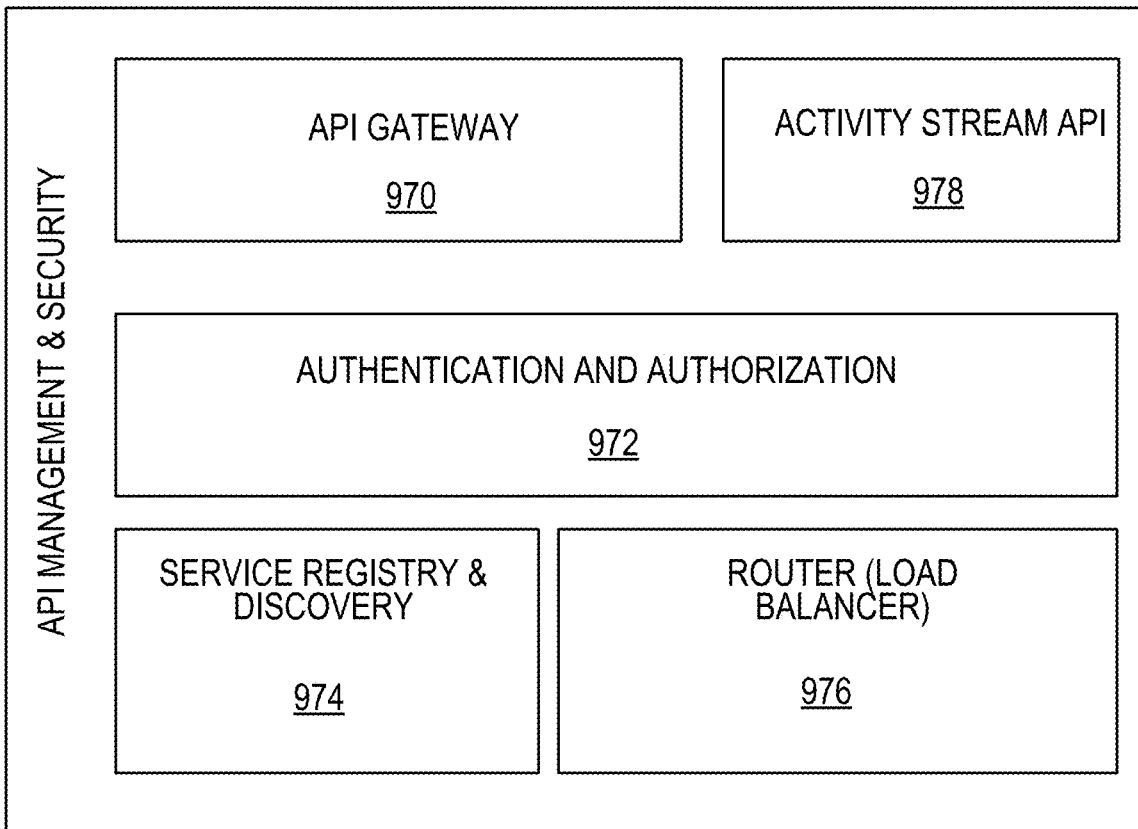 API MANAGEMENT & SECURITY
API GATEWAY
970
ACTIVITY STREAM API
978
AUTHENTICATION AND AUTHORIZATION
972
SERVICE REGISTRY &
DISCOVERY
974
ROUTER (LOAD
BALANCER)
976